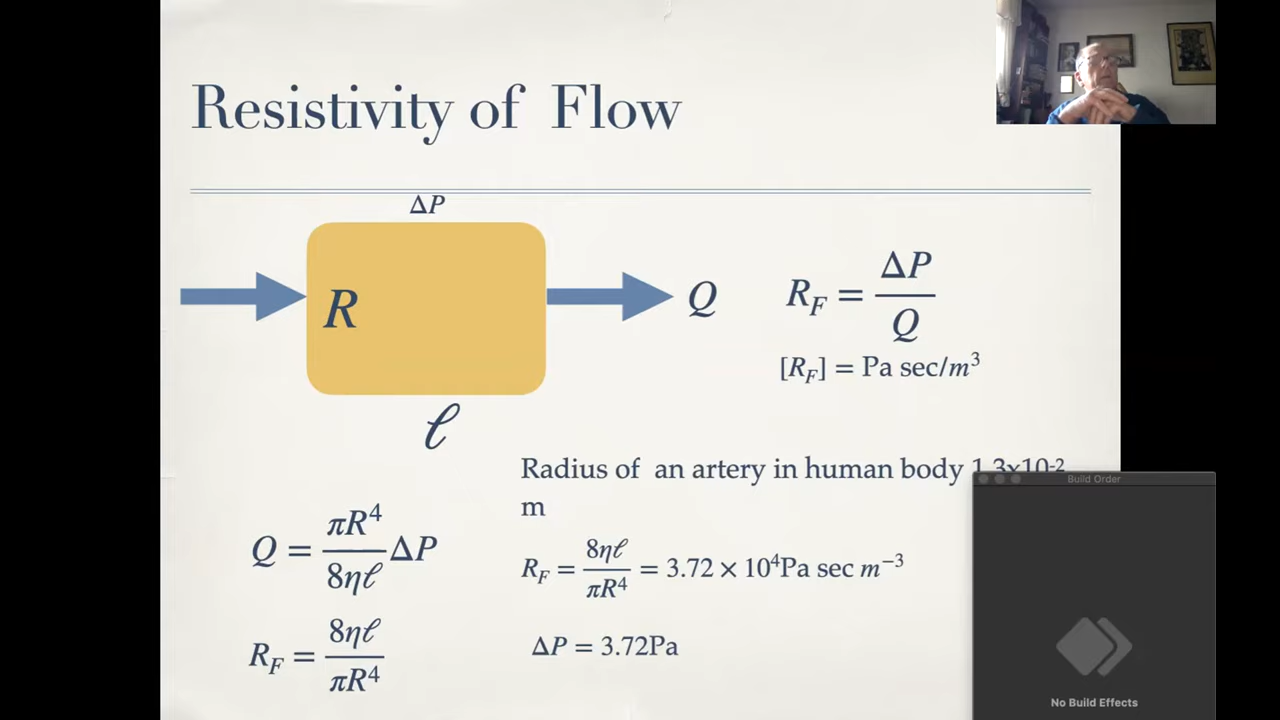 Resistivity of Flow
ΔP
R
Q
R_F = ΔP / Q
[R_F] = Pa sec/m³
ℓ
Radius of an artery in human body 1.3x10⁻²
m
Build Order
Q = πR⁴ / 8ηℓ ΔP
R_F = 8ηℓ / πR⁴ = 3.72 × 10⁴Pa sec m⁻³
R_F = 8ηℓ / πR⁴
ΔP = 3.72Pa
No Build Effects